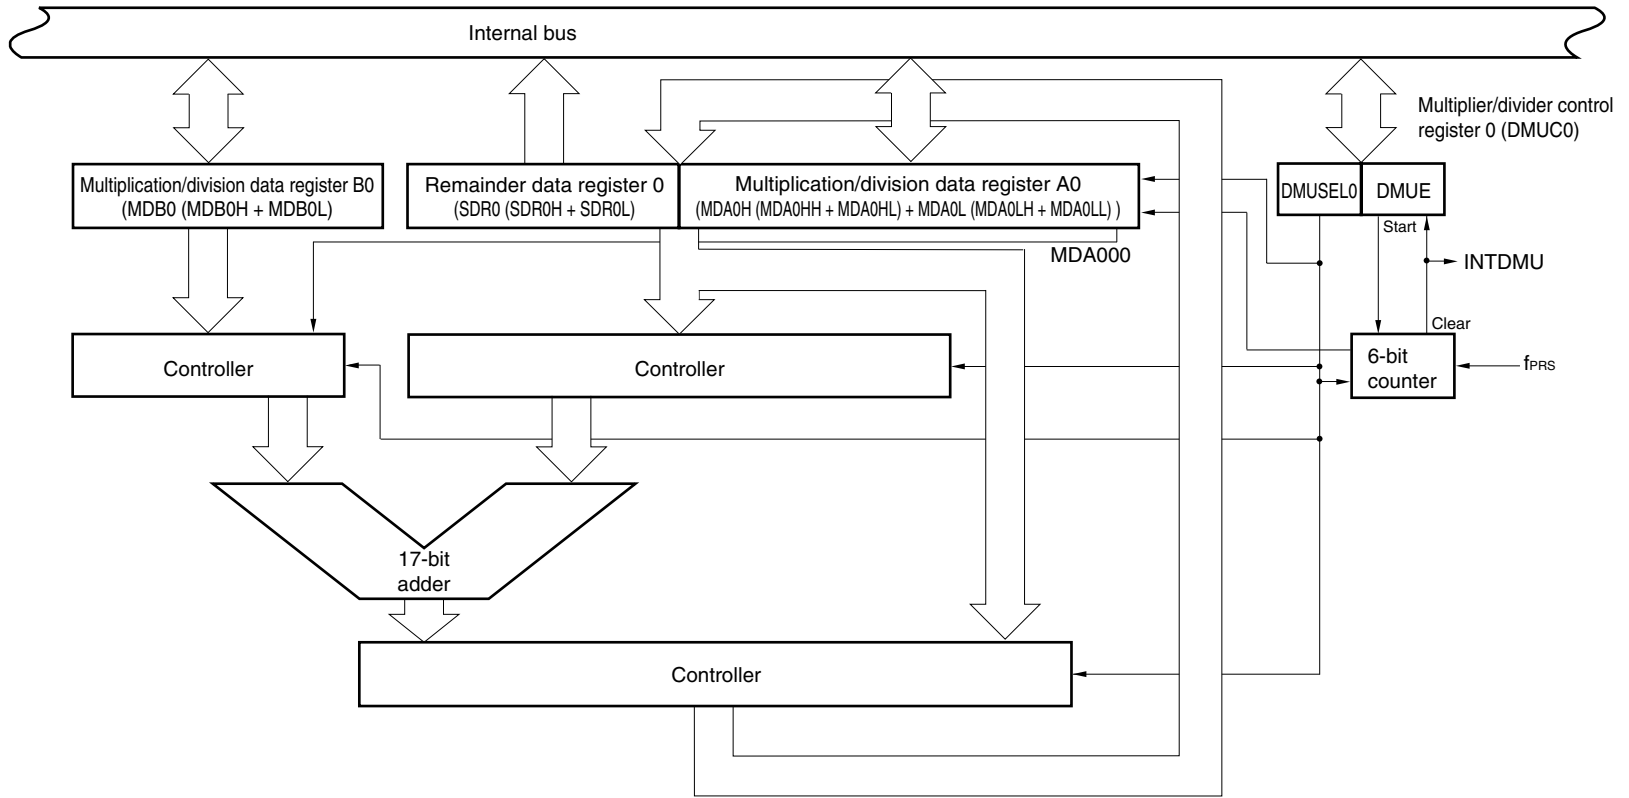 Internal bus
Multiplier/divider control
register 0 (DMUC0)
Multiplication/division data register B0
(MDB0 (MDB0H + MDB0L)
Remainder data register 0
(SDR0 (SDR0H + SDR0L)
Multiplication/division data register A0
(MDA0H (MDA0HH + MDA0HL) + MDA0L (MDA0LH + MDA0LL) )
DMUSEL0
DMUE
Start
MDA000
INTDMU
Clear
Controller
Controller
6-bit
counter
fPRS
17-bit
adder
Controller